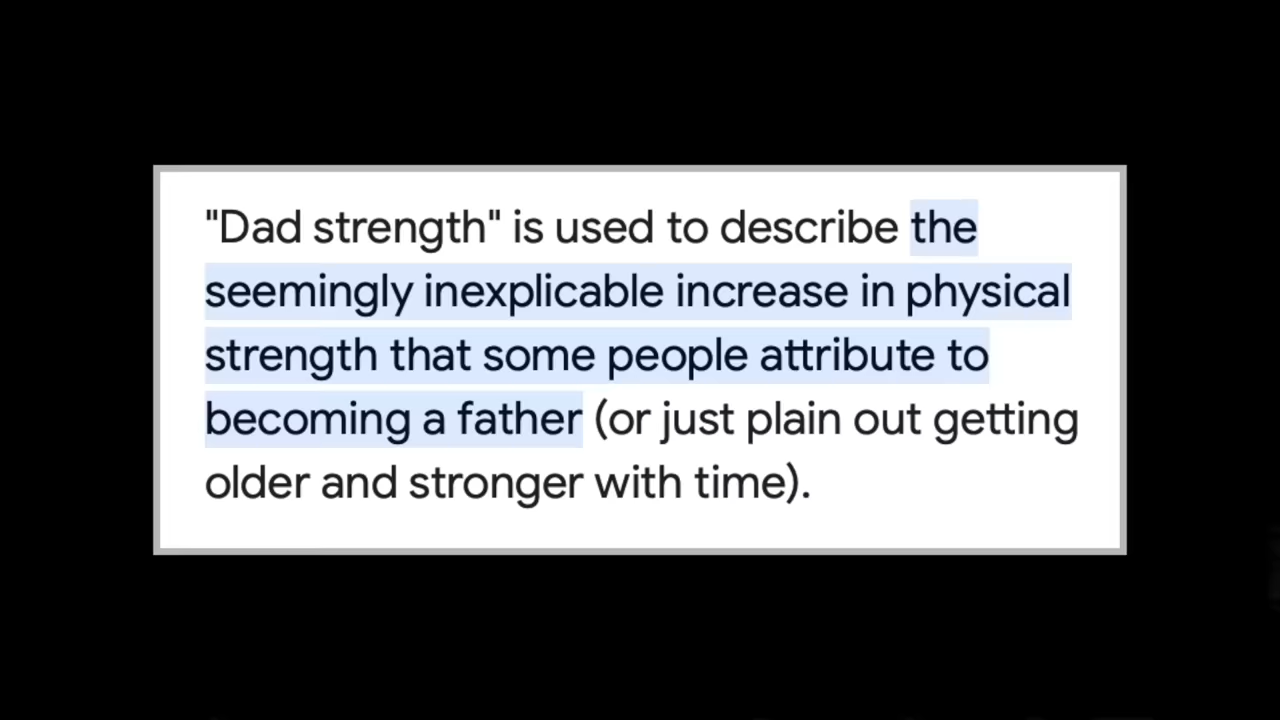 "Dad strength" is used to describe the
seemingly inexplicable increase in physical
strength that some people attribute to
becoming a father (or just plain out getting
older and stronger with time).